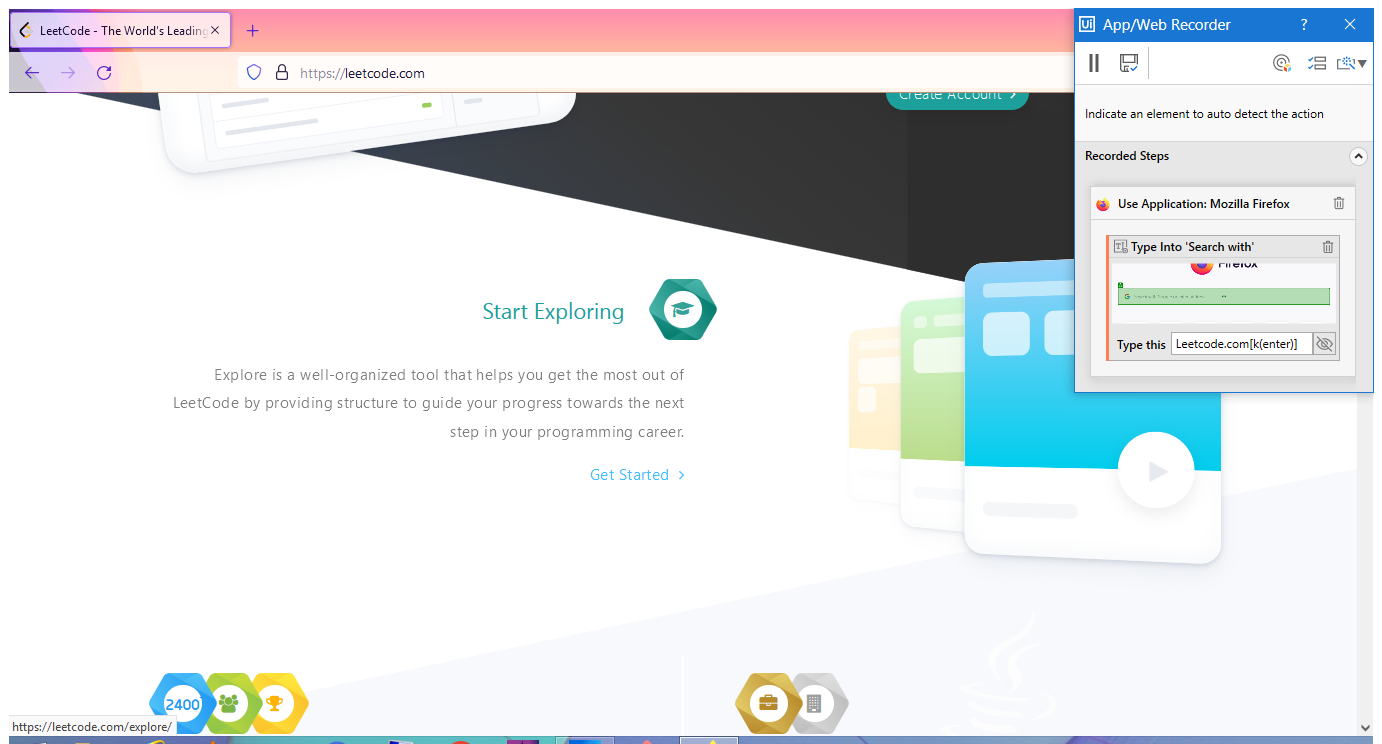 LeetCode - The World's Leading
https://leetcode.com
Create Account
Start Exploring
Explore is a well-organized tool that helps you get the most out of
LeetCode by providing structure to guide your progress towards the next
step in your programming career.
Get Started
2400
https://leetcode.com/explore/
Ui App/Web Recorder ?
Indicate an element to auto detect the action
Recorded Steps
Use Application: Mozilla Firefox
Type Into 'Search with'
Firefox
Type this Leetcode.com[k(enter)]